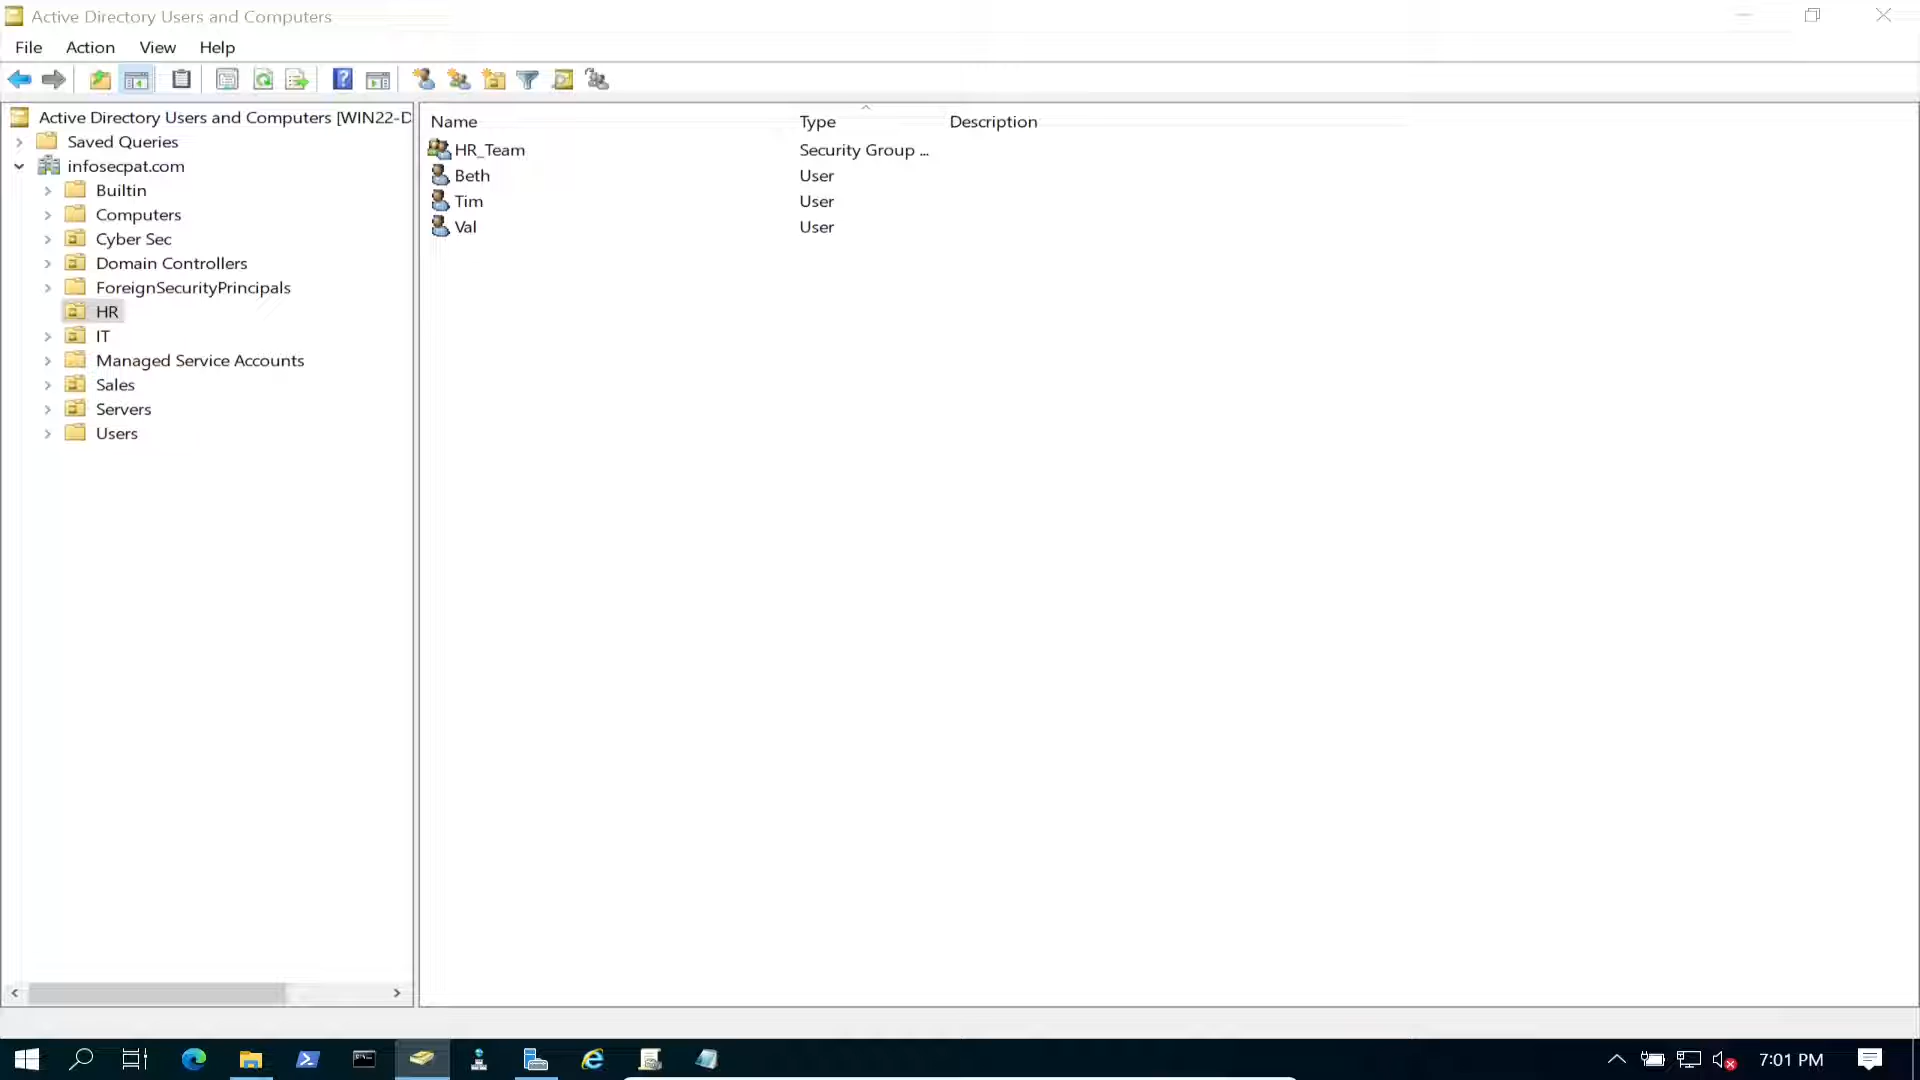 Active Directory Users and Computers
File Action View Help
Active Directory Users and Computers [WIN22-D
Saved Queries
infosecpat.com
Builtin
Computers
Cyber Sec
Domain Controllers
ForeignSecurityPrincipals
HR
IT
Managed Service Accounts
Sales
Servers
Users
Name Type Description
HR_Team Security Group ...
Beth User
Tim User
Val User
7:01 PM